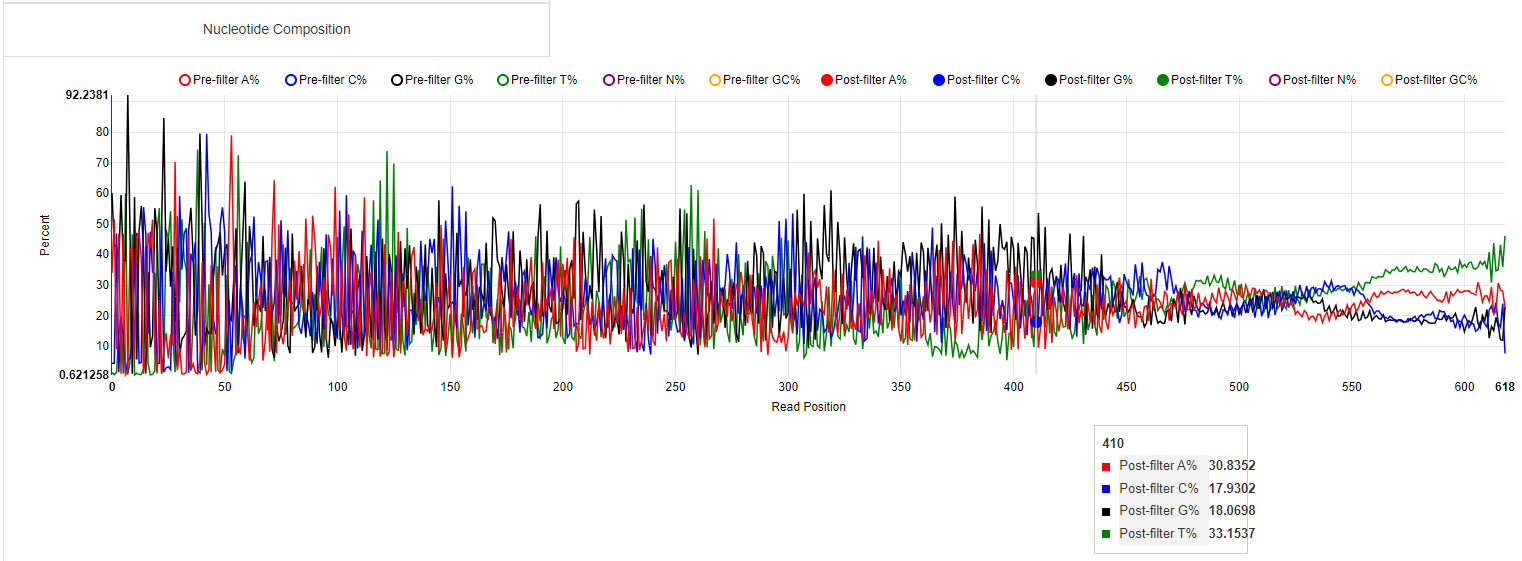 Nucleotide Composition
Pre-filter A% Pre-filter C% Pre-filter G% Pre-filter T% Pre-filter N% Pre-filter GC% Post-filter A% Post-filter C% Post-filter G% Post-filter T% Post-filter N% Post-filter GC%
92.2381
80
70
60
50
40
30
20
10
0.621258
Percent
0 50 100 150 200 250 300 350 400 450 500 550 600 618
Read Position
410
Post-filter A% 30.8352
Post-filter C% 17.9302
Post-filter G% 18.0698
Post-filter T% 33.1537